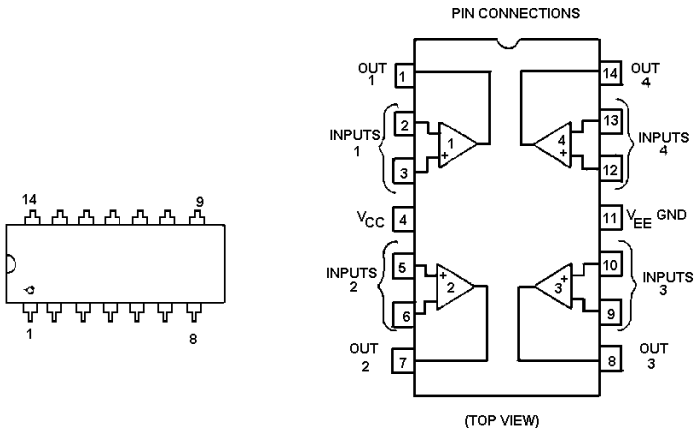 PIN CONNECTIONS
OUT 1
1
14
OUT 4
INPUTS 1
2
3
1
+
4
+
13
12
INPUTS 4
VCC
4
11
VEE GND
INPUTS 2
5
6
+
2
+
3
10
9
INPUTS 3
OUT 2
7
8
OUT 3
(TOP VIEW)
14
9
1
8